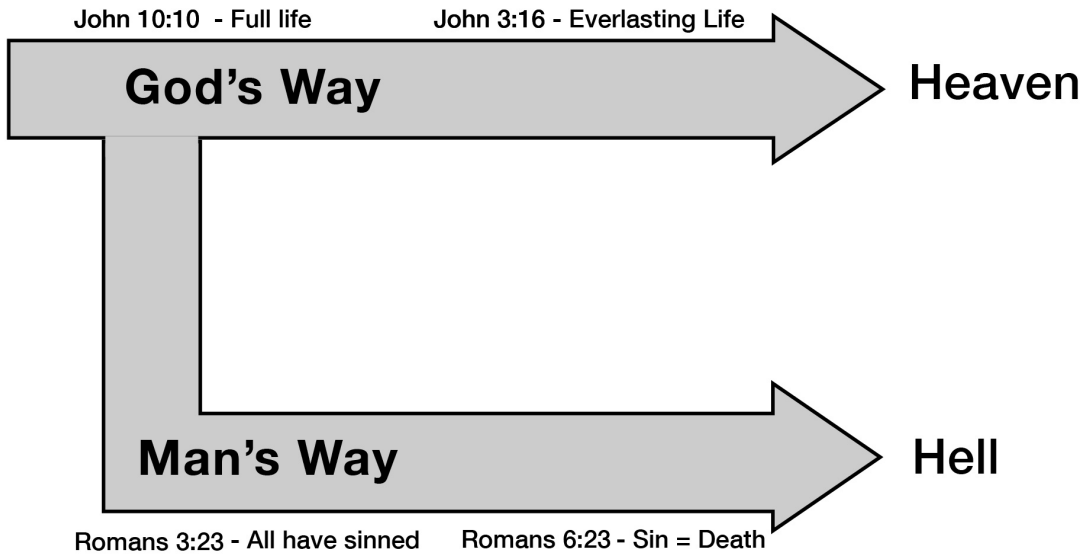 John 10:10 - Full life
John 3:16 - Everlasting Life
God’s Way
Heaven
Man’s Way
Hell
Romans 3:23 - All have sinned
Romans 6:23 - Sin = Death